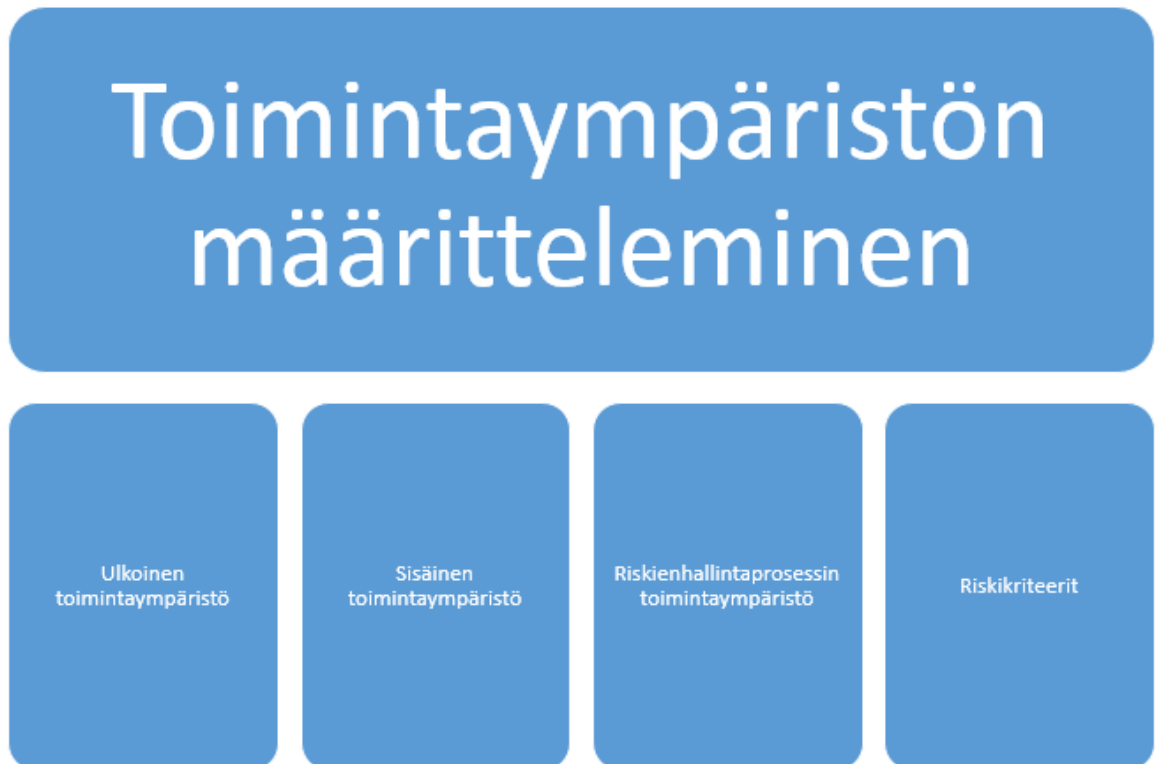 Toimintaympäristön
määritteleminen
Ulkoinen
toimintaympäristö
Sisäinen
toimintaympäristö
Riskienhallintaprosessin
toimintaympäristö
Riskikriteerit